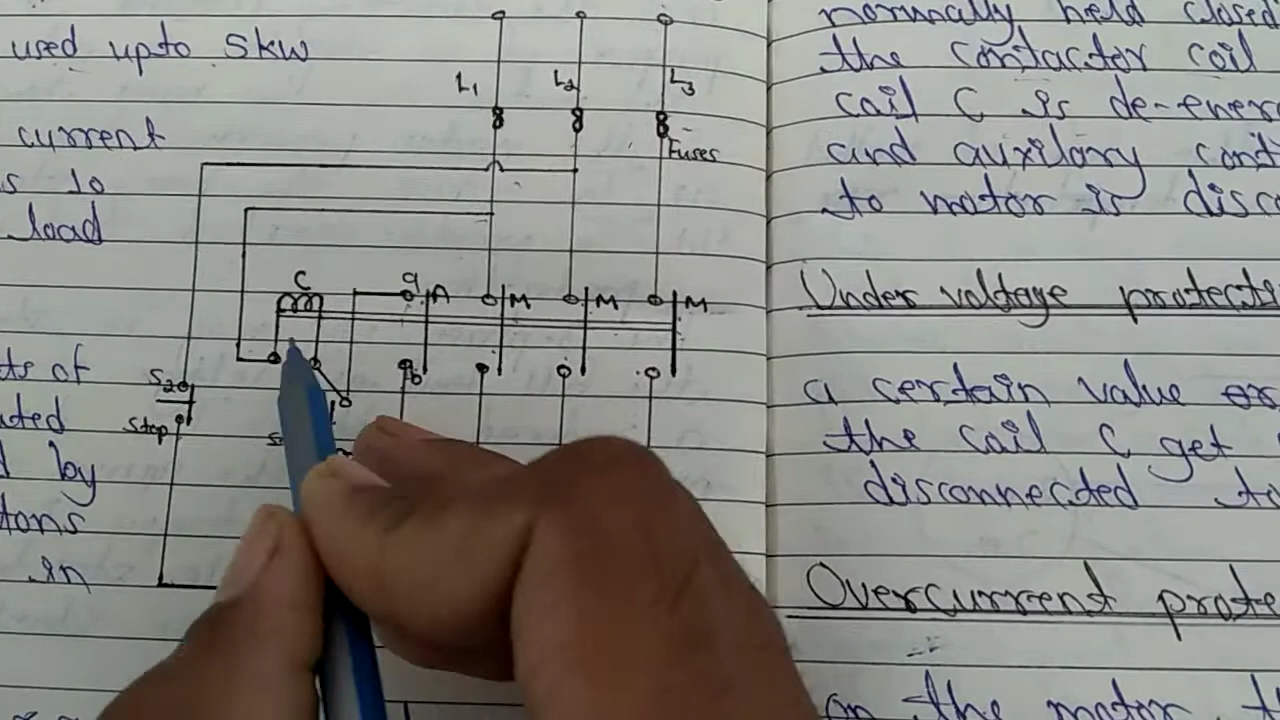 used upto 5kw
current
s to
load
ts of
ted
d by
tons
in
L1 L2 L3
Fuses
C a A M M M
b
S2
Stop
normally held closed
the contactor coil
coil C is de-ener
and auxilary cont
to motor is disc
Under voltage protecte
a certain value or
the coil C get
disconnected to
Overcurrent prote
on the motor, t